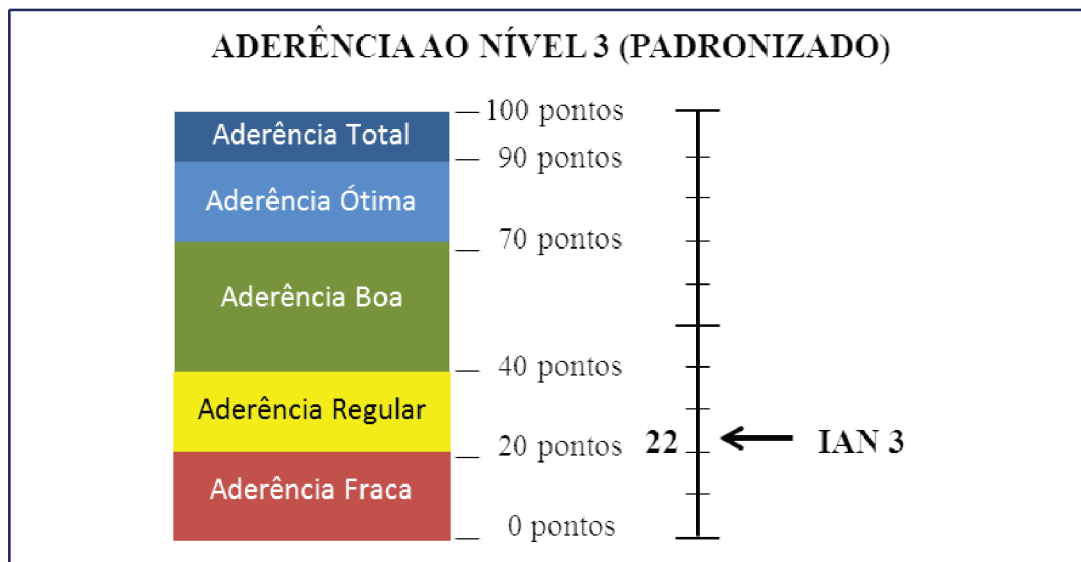 ADERÊNCIA AO NÍVEL 3 (PADRONIZADO)
Aderência Total
Aderência Ótima
Aderência Boa
Aderência Regular
Aderência Fraca
100 pontos
90 pontos
70 pontos
40 pontos
20 pontos
0 pontos
22
IAN 3